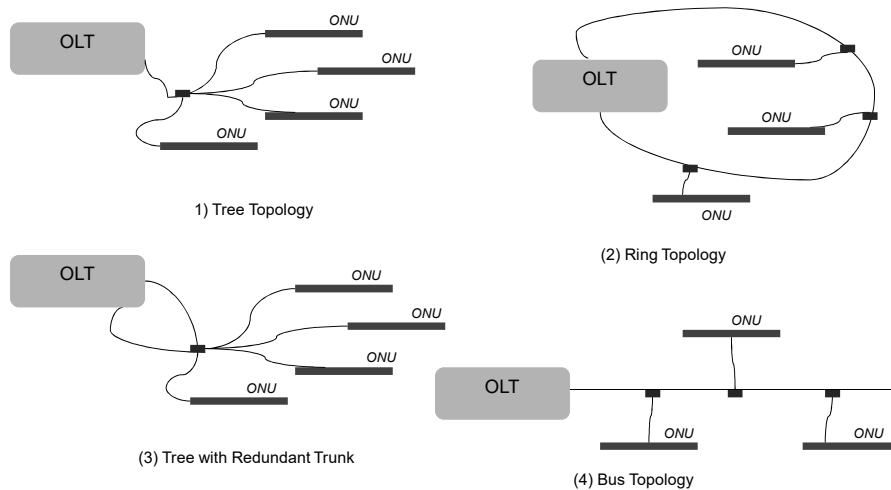 OLT
ONU
ONU
ONU
ONU
1) Tree Topology
OLT
ONU
ONU
ONU
(2) Ring Topology
OLT
ONU
ONU
ONU
ONU
(3) Tree with Redundant Trunk
OLT
ONU
ONU
ONU
(4) Bus Topology